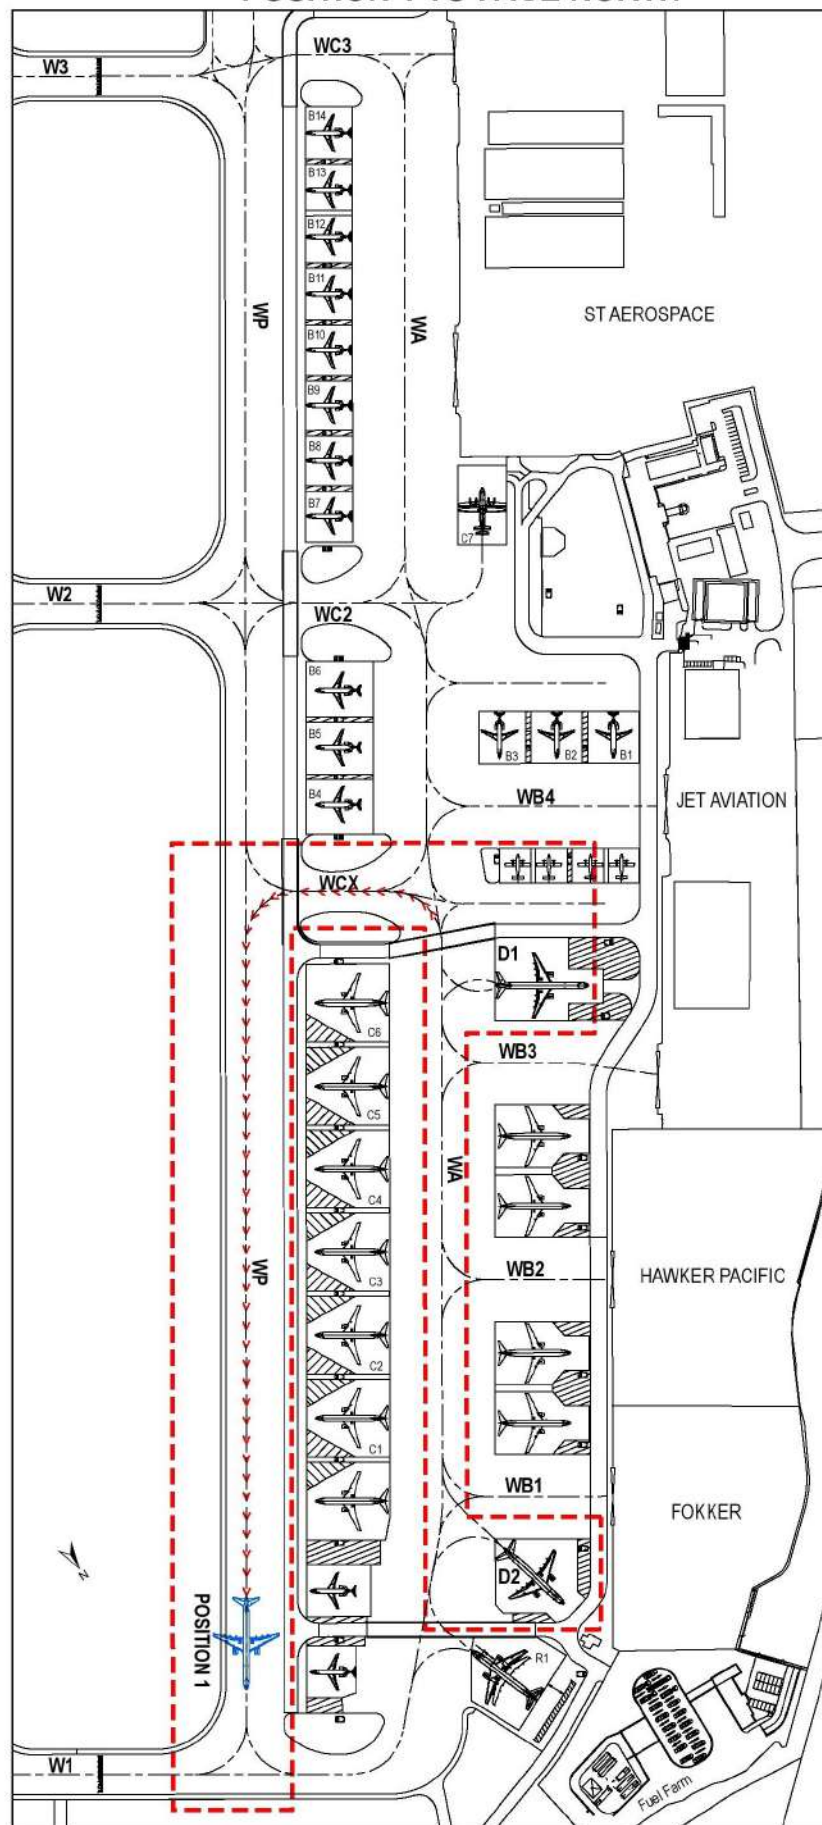 WC3
W3
B14
B13
B12
B11
WP
WA
ST AEROSPACE
B10
B9
B8
B7
C7
W2
WC2
B6
B5
B4
B3
B2
B1
WB4
JET AVIATION
WCX
D1
C6
WB3
C5
WA
C4
WP
C3
WB2
HAWKER PACIFIC
C2
C1
WB1
FOKKER
D2
N
POSITION 1
R1
W1
Fuel Farm